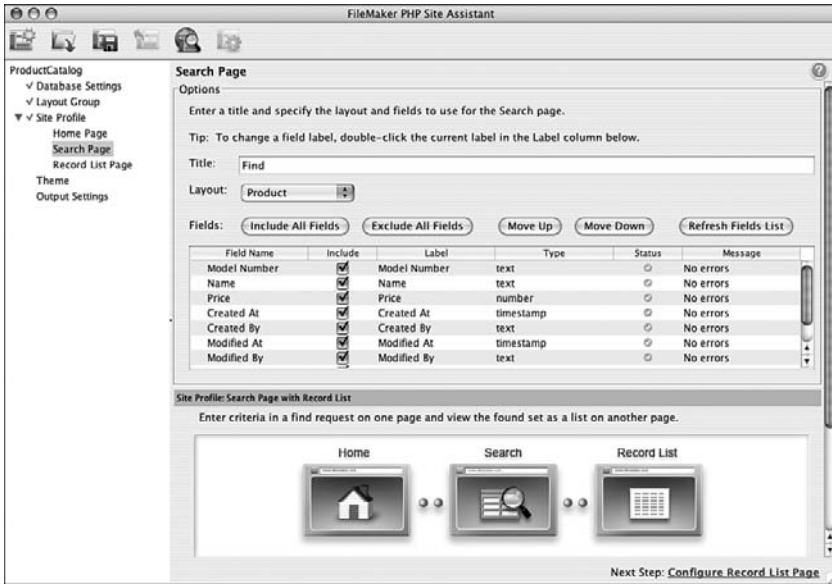 FileMaker PHP Site Assistant
ProductCatalog
√ Database Settings
√ Layout Group
√ Site Profile
Home Page
Search Page
Record List Page
Theme
Output Settings
Search Page
?
Options
Enter a title and specify the layout and fields to use for the Search page.
Tip: To change a field label, double-click the current label in the Label column below.
Title: Find
Layout: Product
Fields: Include All Fields Exclude All Fields Move Up Move Down Refresh Fields List
Field Name Include Label Type Status Message
Model Number Model Number text No errors
Name Name text No errors
Price Price number No errors
Created At Created At timestamp No errors
Created By Created By text No errors
Modified At Modified At timestamp No errors
Modified By Modified By text No errors
Site Profile: Search Page with Record List
Enter criteria in a find request on one page and view the found set as a list on another page.
Home Search Record List
Next Step: Configure Record List Page